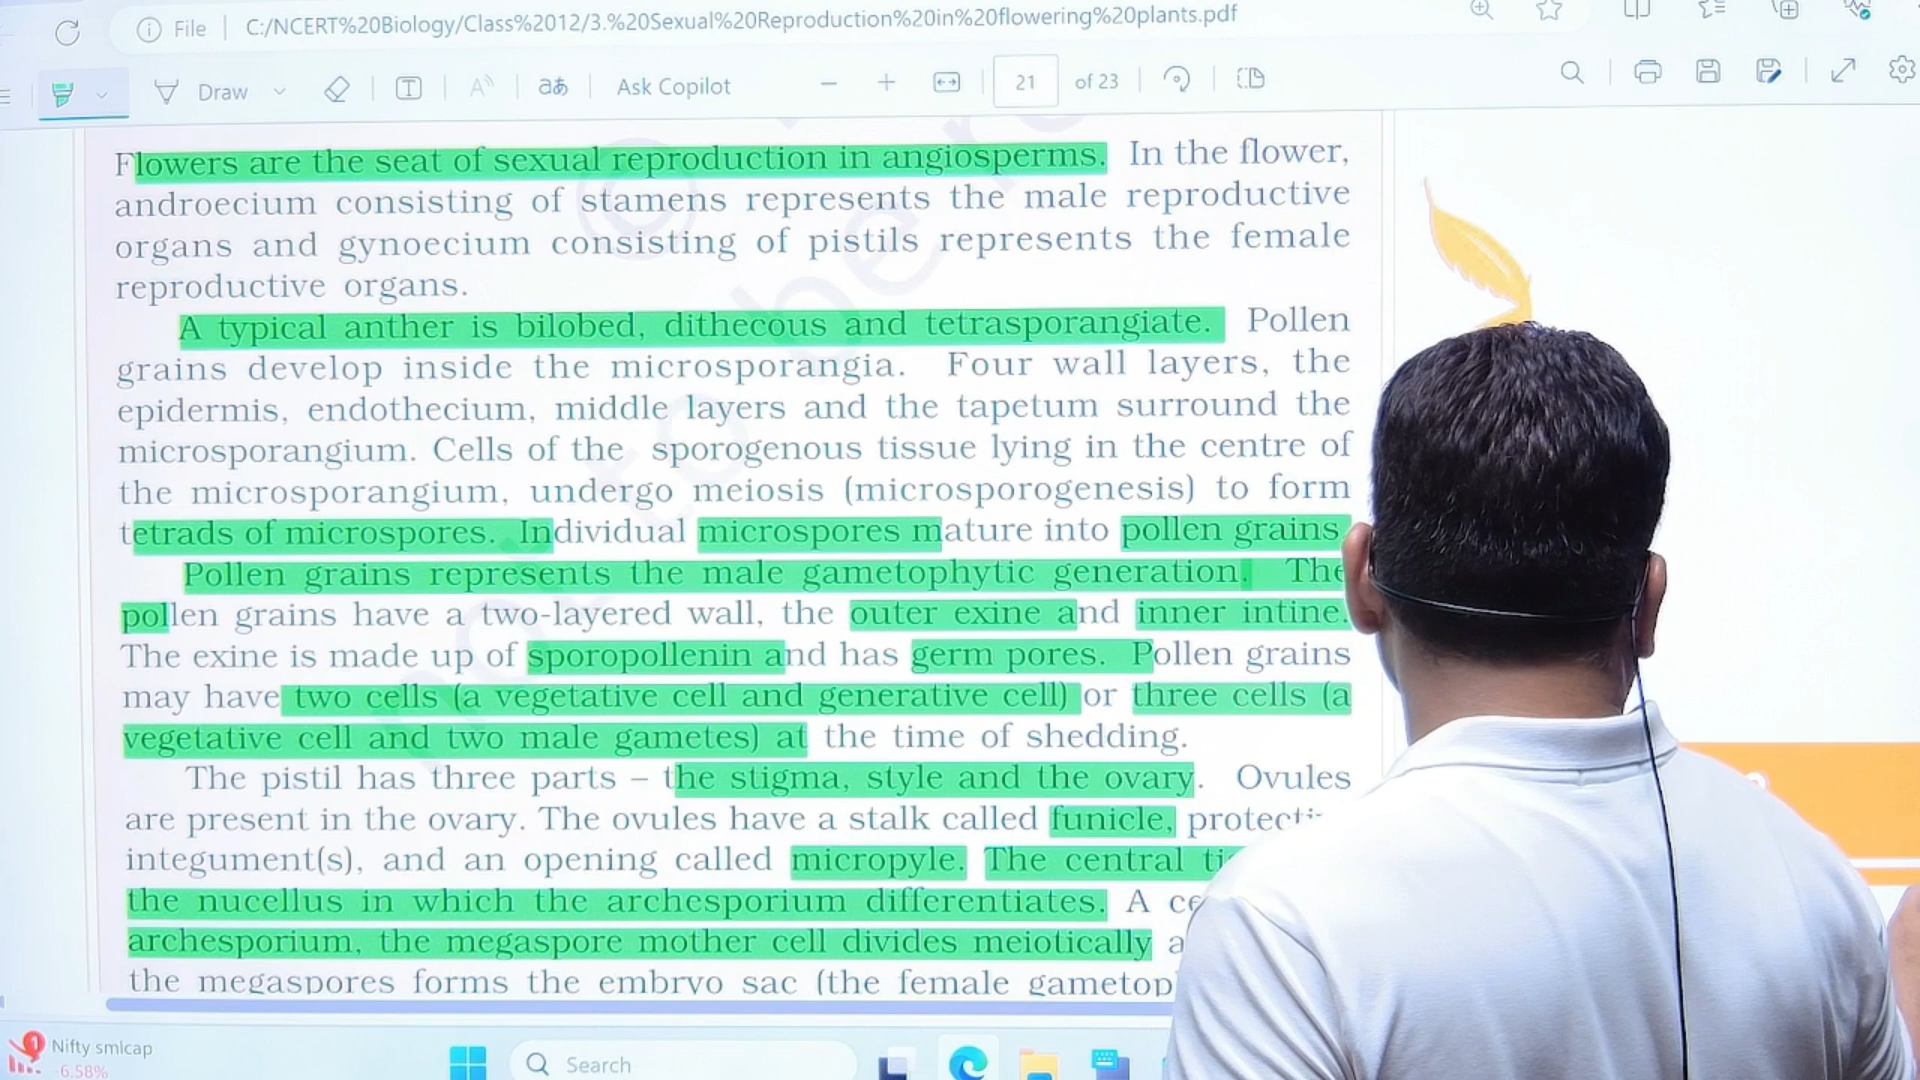 File
C:/NCERT%20Biology/Class%2012/3.%20Sexual%20Reproduction%20in%20flowering%20plants.pdf
Draw
T
A
aあ
Ask Copilot
21
of 23
Flowers are the seat of sexual reproduction in angiosperms. In the flower,
androecium consisting of stamens represents the male reproductive
organs and gynoecium consisting of pistils represents the female
reproductive organs.
A typical anther is bilobed, dithecous and tetrasporangiate. Pollen
grains develop inside the microsporangia. Four wall layers, the
epidermis, endothecium, middle layers and the tapetum surround the
microsporangium. Cells of the sporogenous tissue lying in the centre of
the microsporangium, undergo meiosis (microsporogenesis) to form
tetrads of microspores. Individual microspores mature into pollen grains.
Pollen grains represents the male gametophytic generation. The
pollen grains have a two-layered wall, the outer exine and inner intine.
The exine is made up of sporopollenin and has germ pores. Pollen grains
may have two cells (a vegetative cell and generative cell) or three cells (a
vegetative cell and two male gametes) at the time of shedding.
The pistil has three parts – the stigma, style and the ovary. Ovules
are present in the ovary. The ovules have a stalk called funicle,
integument(s), and an opening called micropyle. The central
the nucellus in which the archesporium differentiates. A
archesporium, the megaspore mother cell divides meiotically
the megaspores forms the embryo sac (the female
1
Nifty smlcap
-6.58%
Search